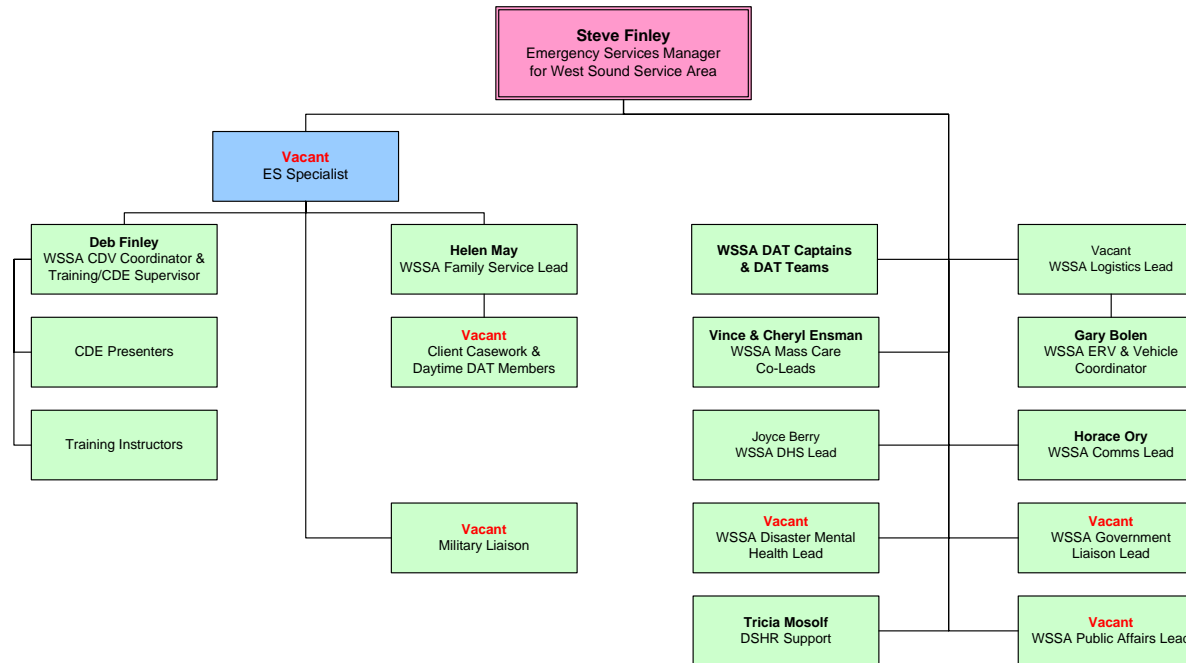 Steve Finley
Emergency Services Manager
for West Sound Service Area
Vacant
ES Specialist
Deb Finley
WSSA CDV Coordinator &
Training/CDE Supervisor
Helen May
WSSA Family Service Lead
WSSA DAT Captains
& DAT Teams
Vacant
WSSA Logistics Lead
CDE Presenters
Vacant
Client Casework &
Daytime DAT Members
Vince & Cheryl Ensman
WSSA Mass Care
Co-Leads
Gary Bolen
WSSA ERV & Vehicle
Coordinator
Training Instructors
Joyce Berry
WSSA DHS Lead
Horace Ory
WSSA Comms Lead
Vacant
Military Liaison
Vacant
WSSA Disaster Mental
Health Lead
Vacant
WSSA Government
Liaison Lead
Tricia Mosolf
DSHR Support
Vacant
WSSA Public Affairs Lead